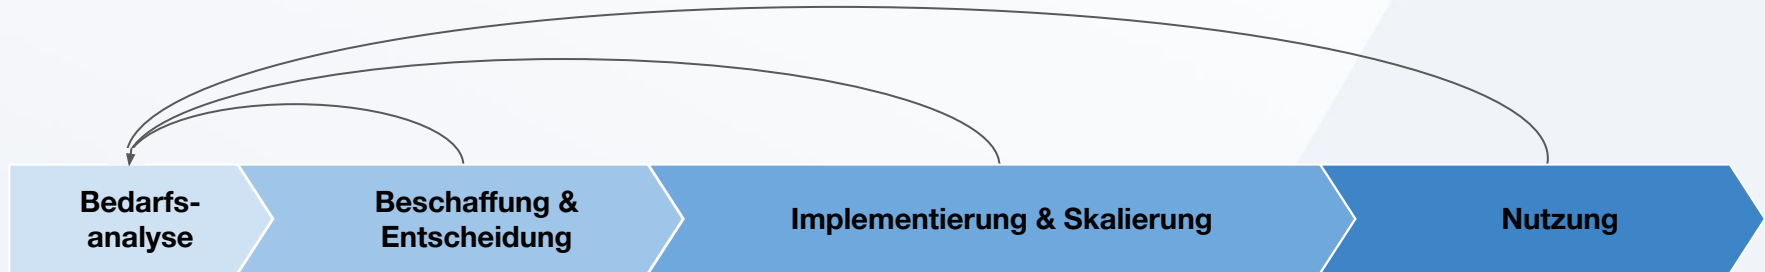 Bedarfs-
analyse
Beschaffung &
Entscheidung
Implementierung & Skalierung
Nutzung